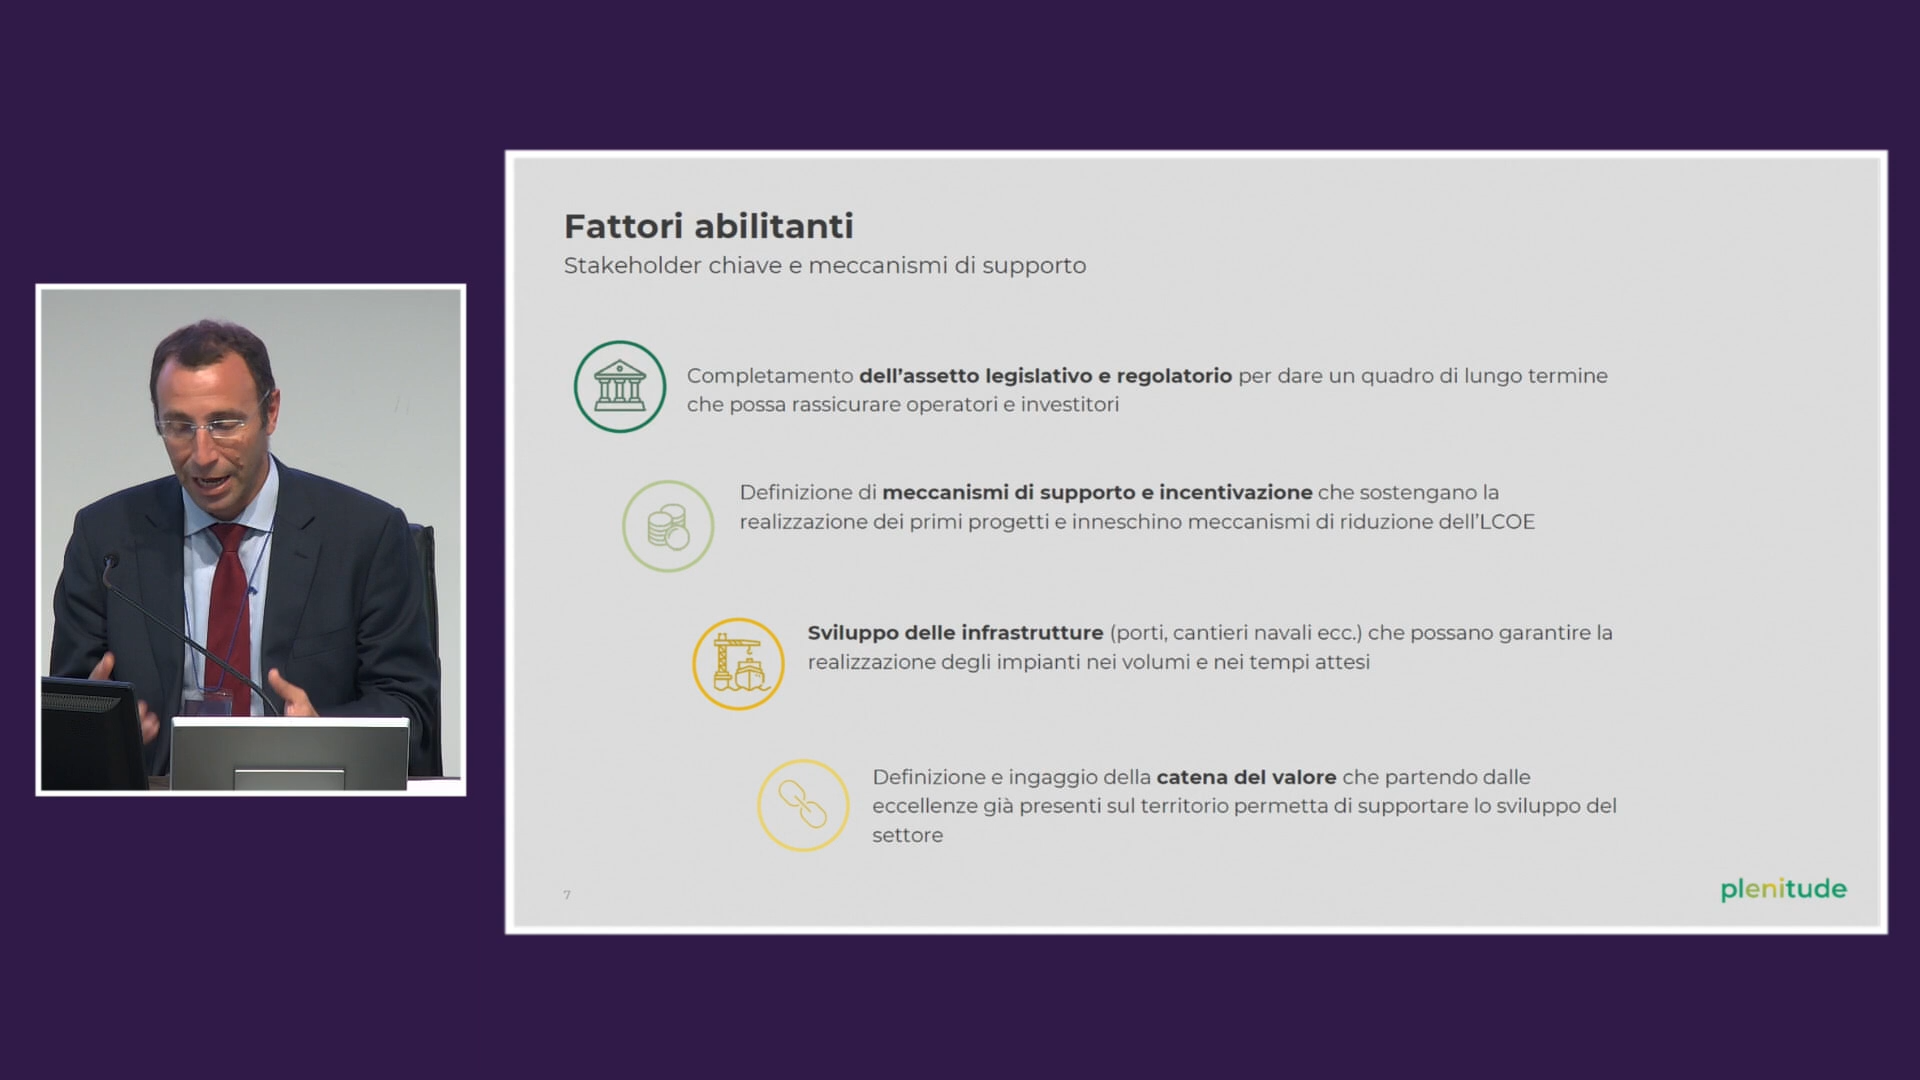 Fattori abilitanti
Stakeholder chiave e meccanismi di supporto
Completamento dell’assetto legislativo e regolatorio per dare un quadro di lungo termine
che possa rassicurare operatori e investitori
Definizione di meccanismi di supporto e incentivazione che sostengano la
realizzazione dei primi progetti e inneschino meccanismi di riduzione dell’LCOE
Sviluppo delle infrastrutture (porti, cantieri navali ecc.) che possano garantire la
realizzazione degli impianti nei volumi e nei tempi attesi
Definizione e ingaggio della catena del valore che partendo dalle
eccellenze già presenti sul territorio permetta di supportare lo sviluppo del
settore
7
plenitude